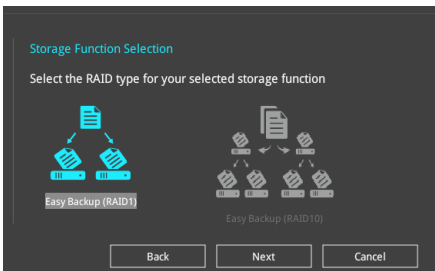 Storage Function Selection
Select the RAID type for your selected storage function
Easy Backup (RAID1)
Easy Backup (RAID10)
Back
Next
Cancel